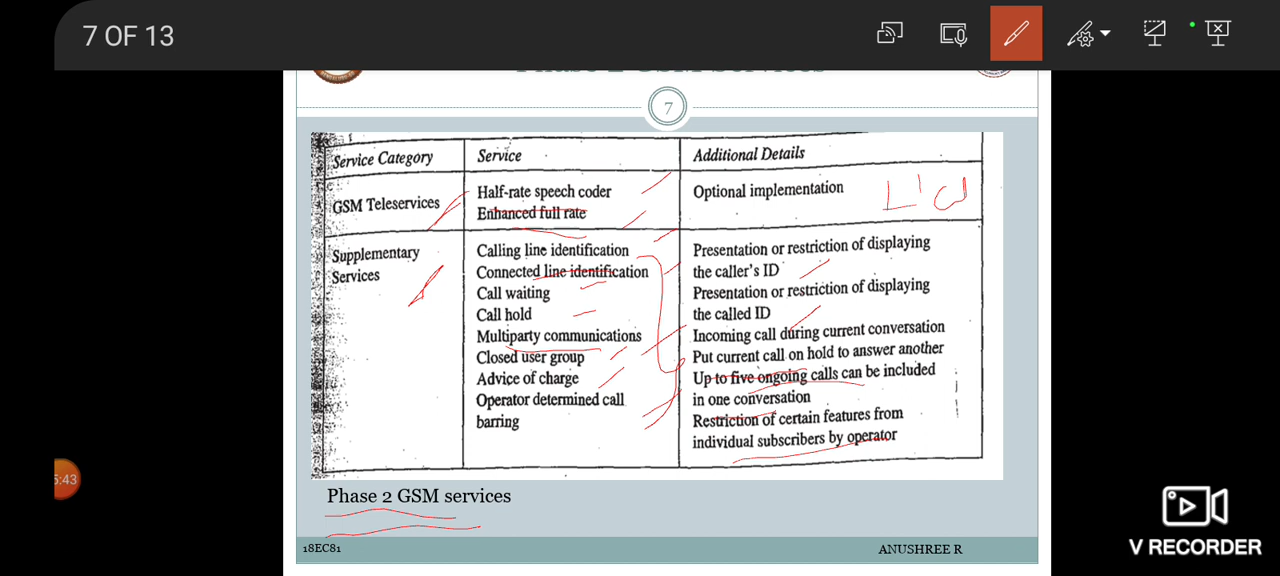 7 OF 13
7
Service Category Service Additional Details
GSM Teleservices
Half-rate speech coder
Enhanced full rate
Optional implementation
Supplementary
Services
Calling line identification
Connected line identification
Call waiting
Call hold
Multiparty communications
Closed user group
Advice of charge
Operator determined call
barring
Presentation or restriction of displaying
the caller's ID
Presentation or restriction of displaying
the called ID
Incoming call during current conversation
Put current call on hold to answer another
Up to five ongoing calls can be included
in one conversation
Restriction of certain features from
individual subscribers by operator
Phase 2 GSM services
18EC81
ANUSHREE R
5:43
V RECORDER